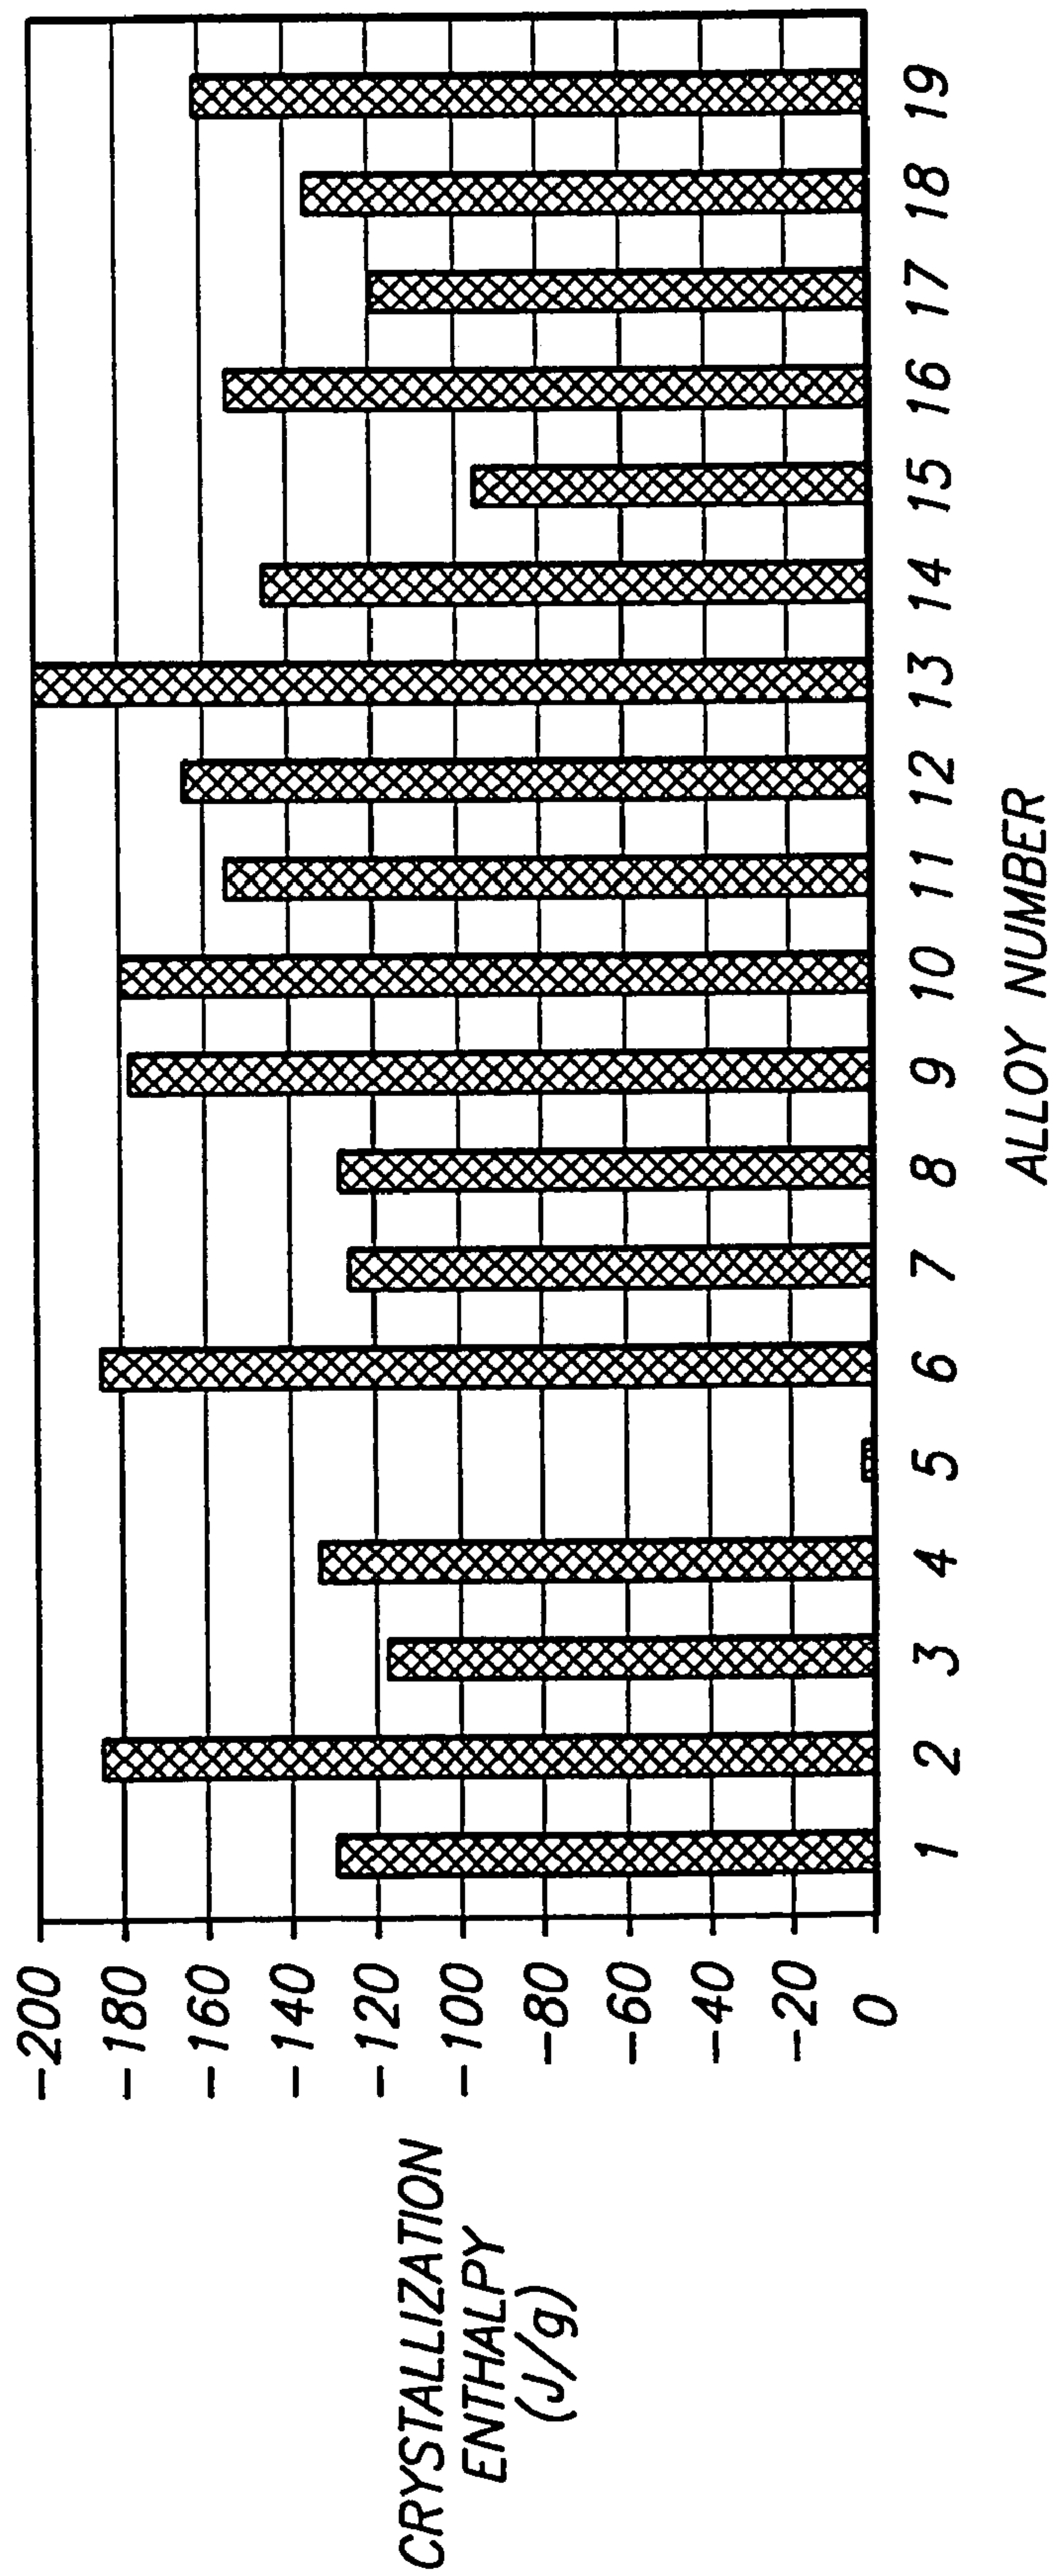 CRYSTALLIZATION
ENTHALPY
(J/g)
-200
-180
-160
-140
-120
-100
-80
-60
-40
-20
0
1 2 3 4 5 6 7 8 9 10 11 12 13 14 15 16 17 18 19
ALLOY NUMBER